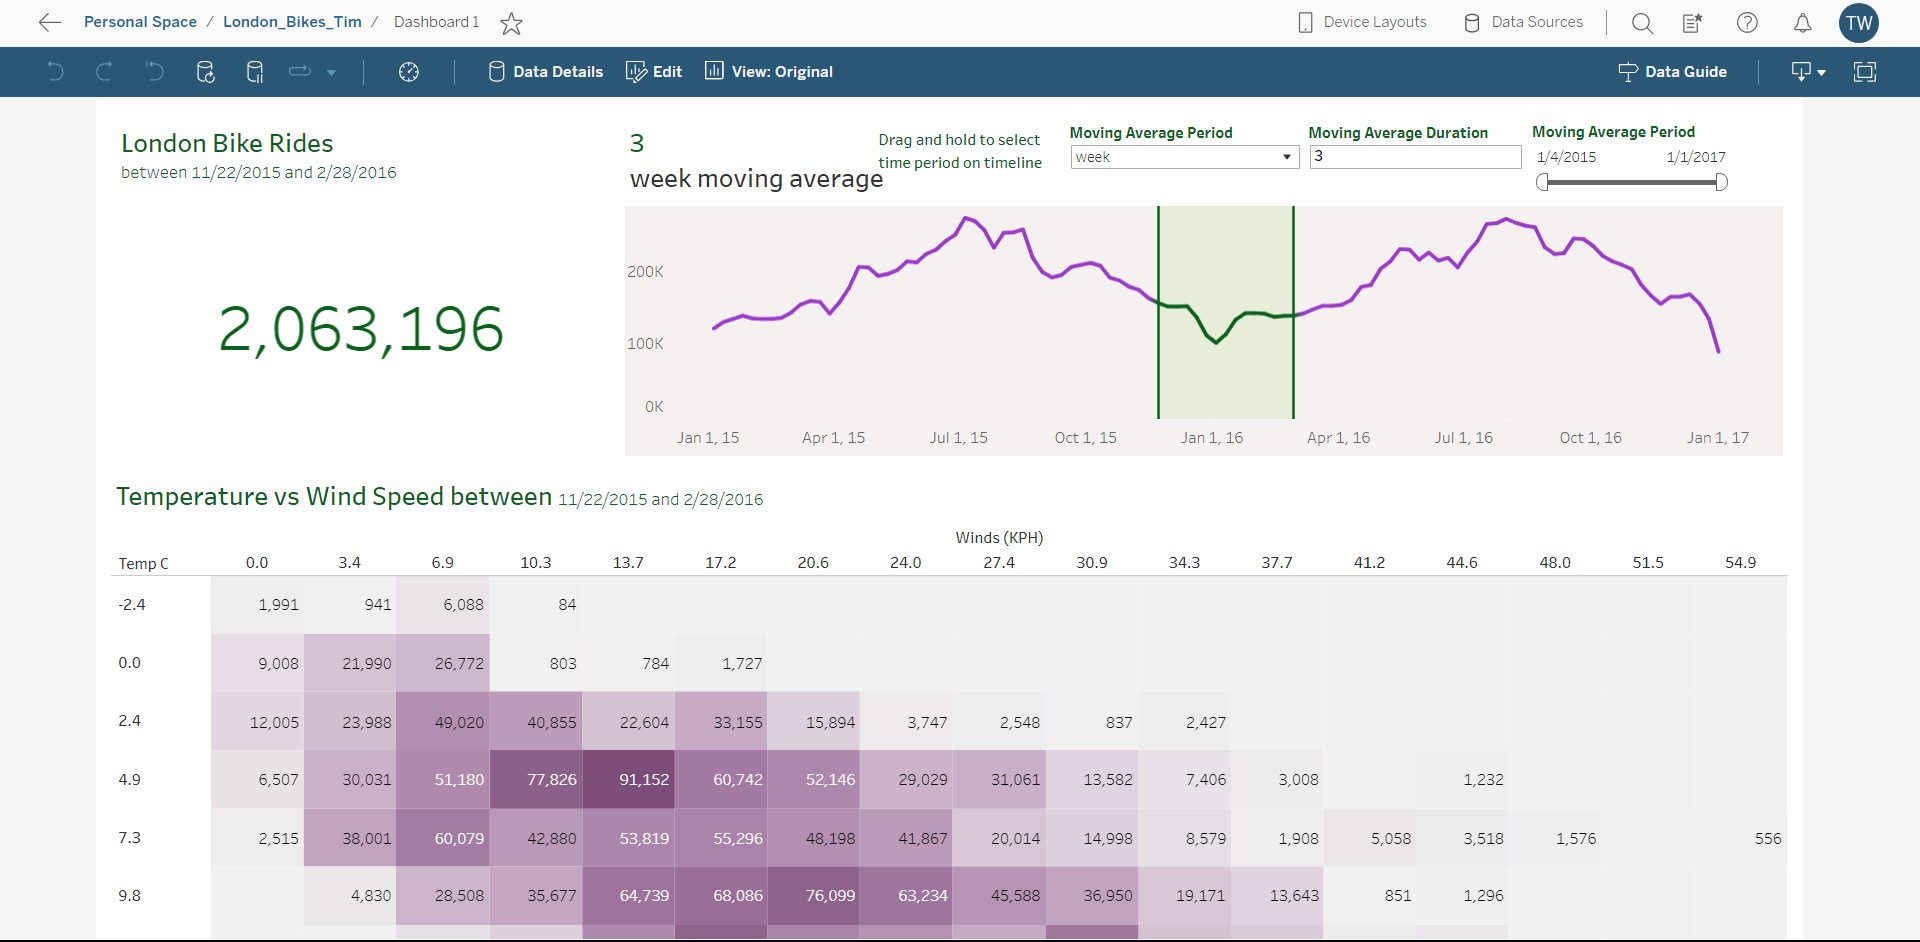 Personal Space / London_Bikes_Tim / Dashboard 1
Device Layouts
Data Sources
TW
Data Details
Edit
View: Original
Data Guide
London Bike Rides
between 11/22/2015 and 2/28/2016
2,063,196
3
week moving average
Drag and hold to select
time period on timeline
Moving Average Period
week
Moving Average Duration
3
Moving Average Period
1/4/2015 1/1/2017
200K
100K
0K
Jan 1, 15 Apr 1, 15 Jul 1, 15 Oct 1, 15 Jan 1, 16 Apr 1, 16 Jul 1, 16 Oct 1, 16 Jan 1, 17
Temperature vs Wind Speed between 11/22/2015 and 2/28/2016
Winds (KPH)
Temp C 0.0 3.4 6.9 10.3 13.7 17.2 20.6 24.0 27.4 30.9 34.3 37.7 41.2 44.6 48.0 51.5 54.9
-2.4 1,991 941 6,088 84
0.0 9,008 21,990 26,772 803 784 1,727
2.4 12,005 23,988 49,020 40,855 22,604 33,155 15,894 3,747 2,548 837 2,427
4.9 6,507 30,031 51,180 77,826 91,152 60,742 52,146 29,029 31,061 13,582 7,406 3,008 1,232
7.3 2,515 38,001 60,079 42,880 53,819 55,296 48,198 41,867 20,014 14,998 8,579 1,908 5,058 3,518 1,576 556
9.8 4,830 28,508 35,677 64,739 68,086 76,099 63,234 45,588 36,950 19,171 13,643 851 1,296